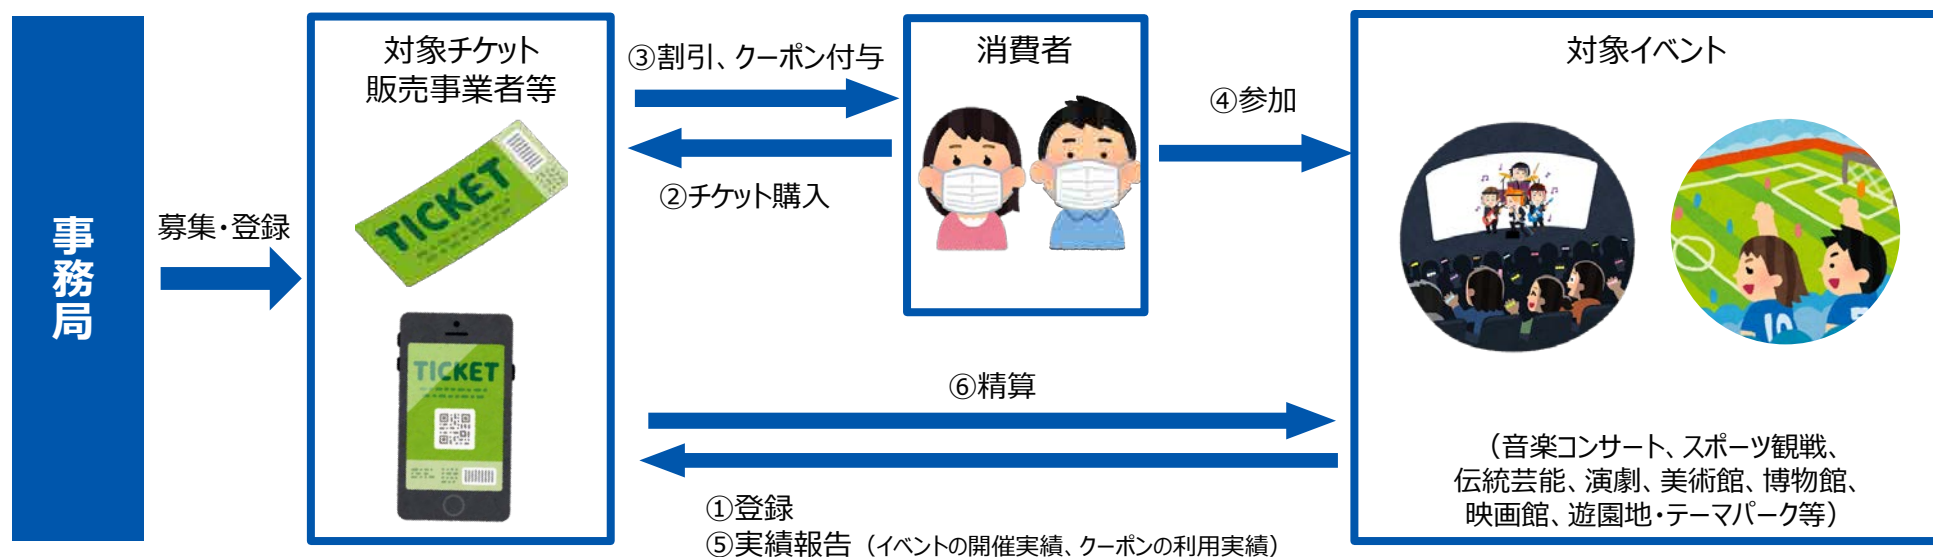 事務局
募集・登録
対象チケット
販売事業者等
TICKET
TICKET
③割引、クーポン付与
②チケット購入
消費者
④参加
対象イベント
10
(音楽コンサート、スポーツ観戦、
伝統芸能、演劇、美術館、博物館、
映画館、遊園地・テーマパーク等)
⑥精算
①登録
⑤実績報告(イベントの開催実績、クーポンの利用実績)